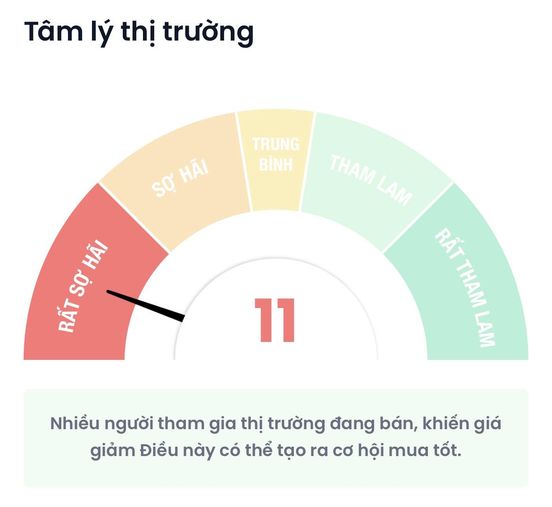 Tâm lý thị trường
RẤT SỢ HÃI
SỢ HÃI
TRUNG
BÌNH
THAM LAM
RẤT THAM LAM
11
Nhiều người tham gia thị trường đang bán, khiến giá
giảm Điều này có thể tạo ra cơ hội mua tốt.